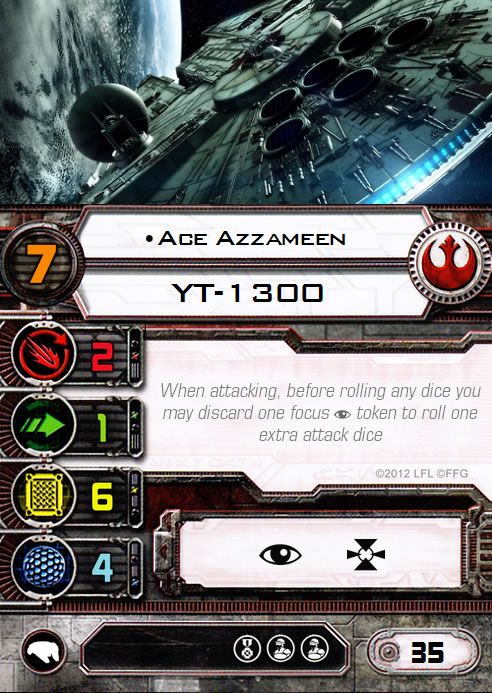 • Ace Azzameen
7
YT-1300
2
When attacking, before rolling any dice you
may discard one focus token to roll one
extra attack dice
1
©2012 LFL ©FFG
6
4
35